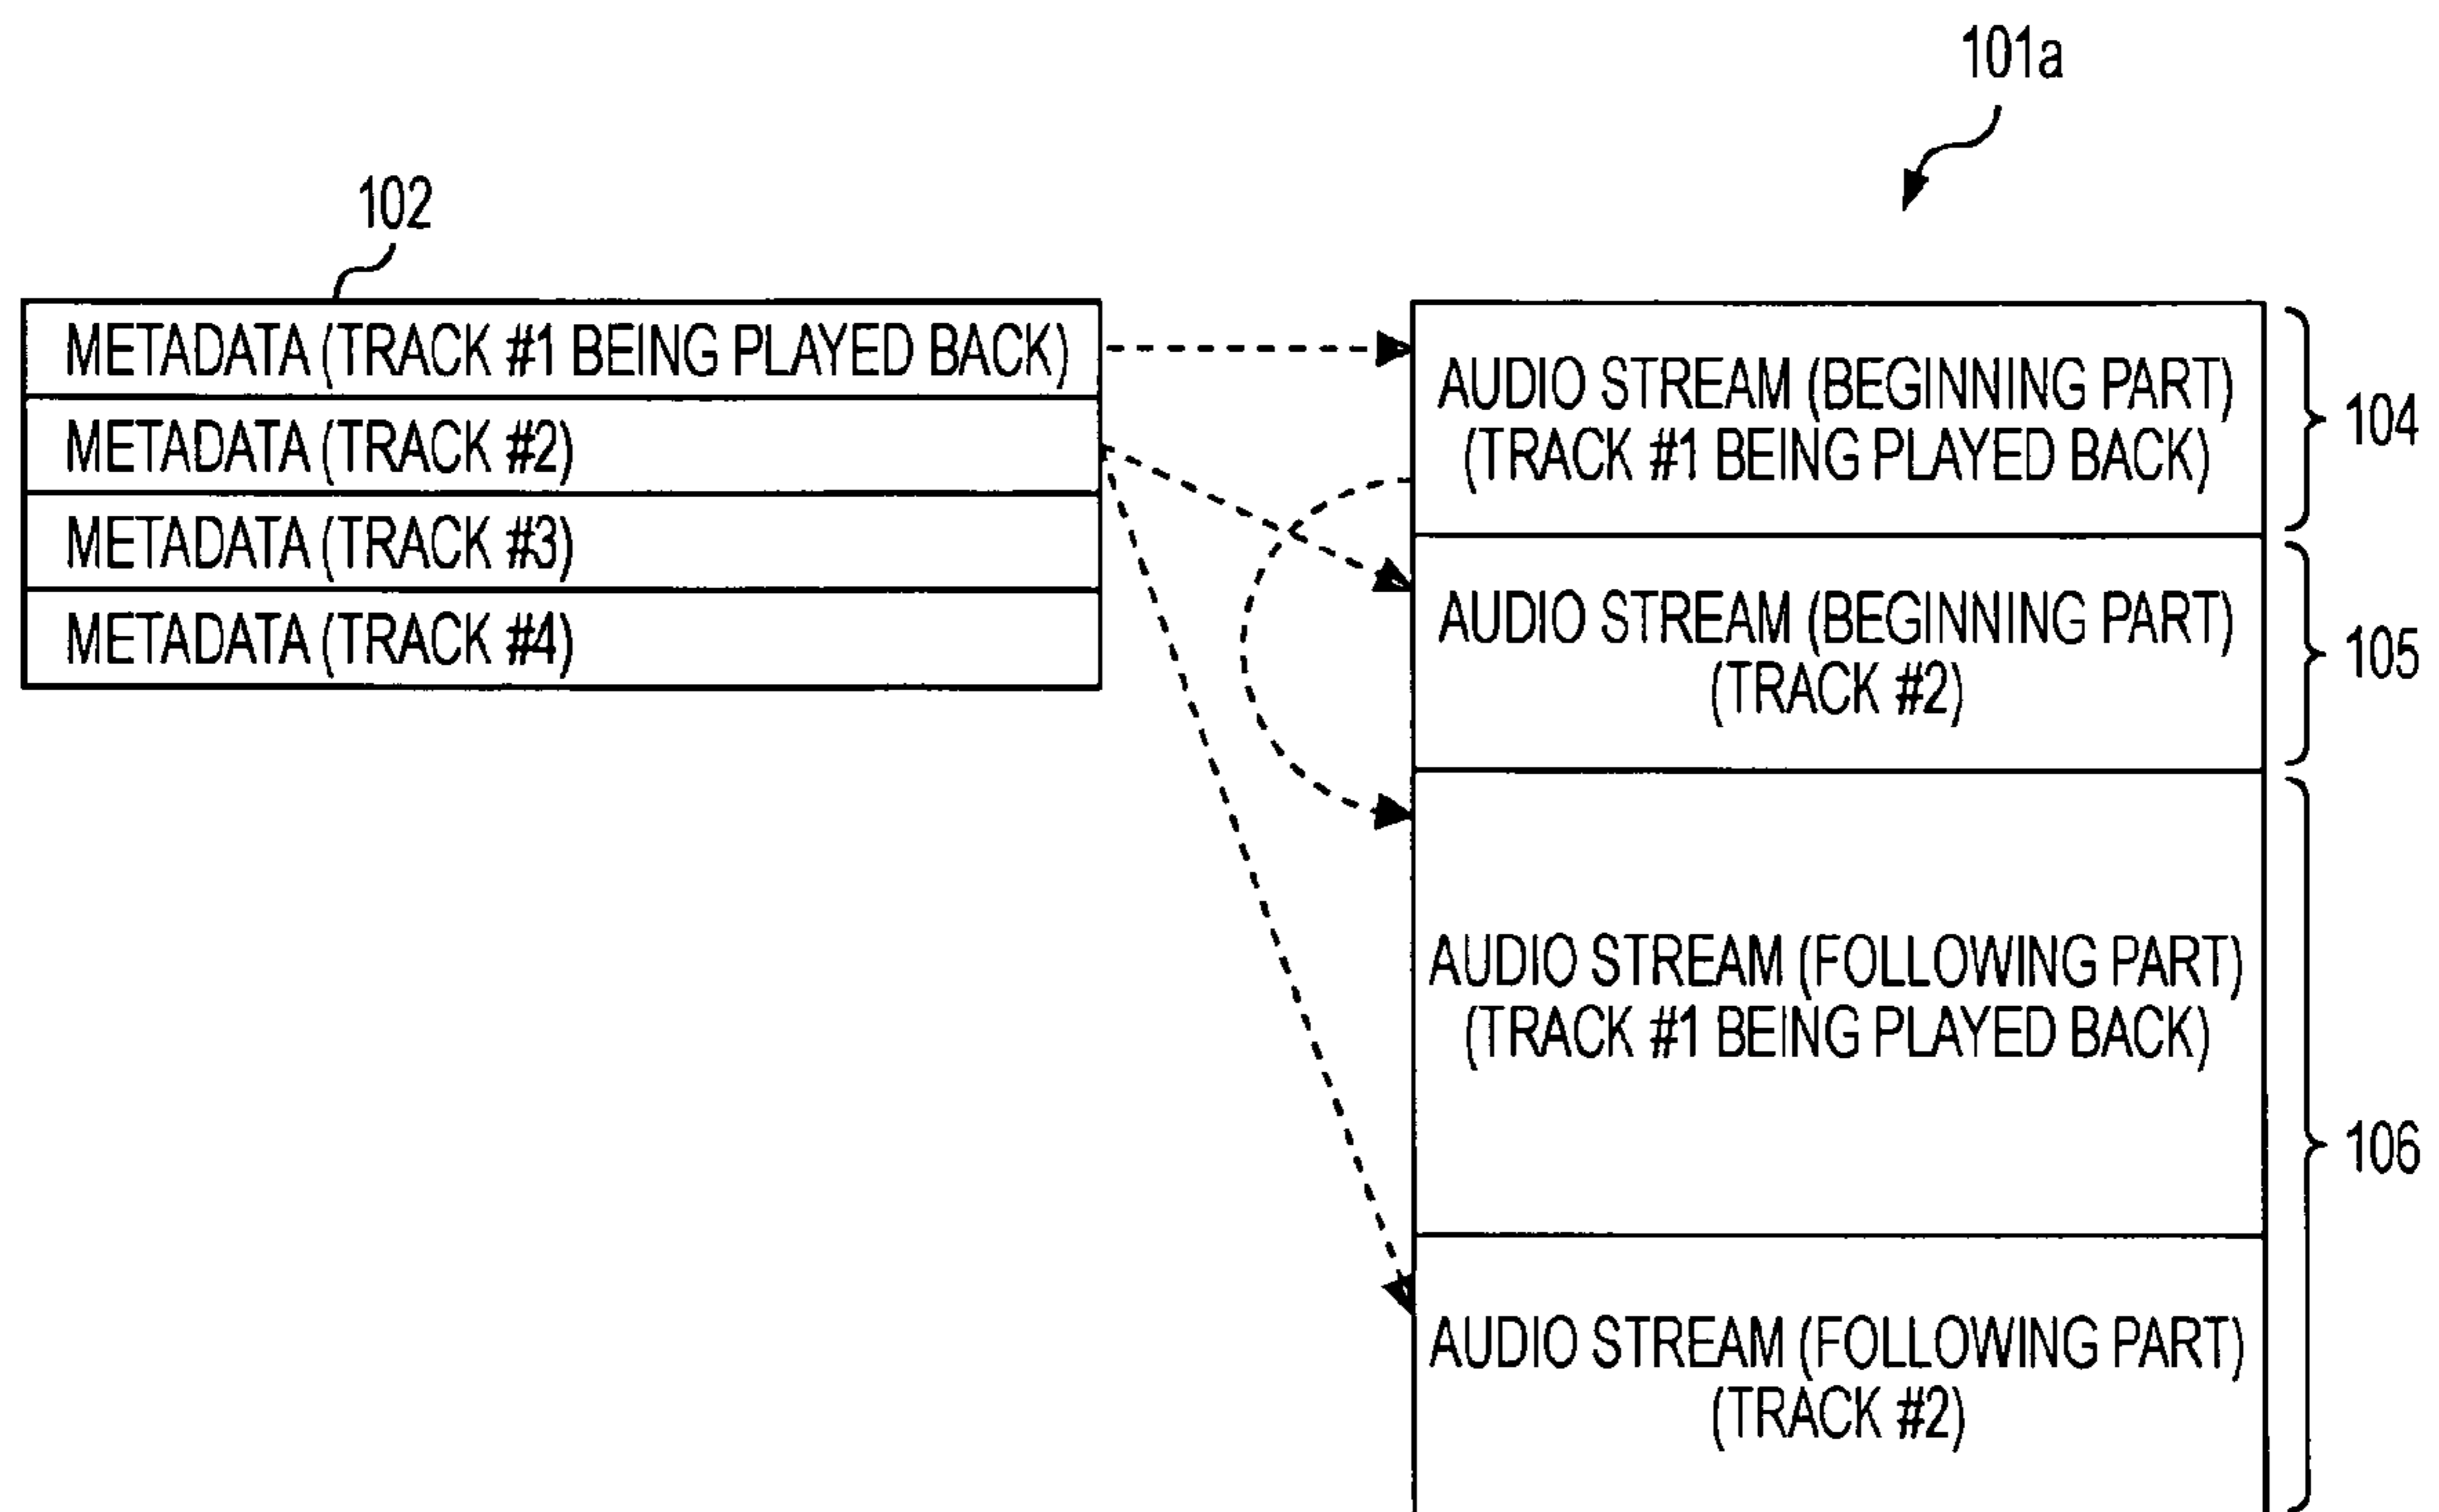 101a
102
METADATA (TRACK #1 BEING PLAYED BACK)
METADATA (TRACK #2)
METADATA (TRACK #3)
METADATA (TRACK #4)
AUDIO STREAM (BEGINNING PART)
(TRACK #1 BEING PLAYED BACK)
104
AUDIO STREAM (BEGINNING PART)
(TRACK #2)
105
AUDIO STREAM (FOLLOWING PART)
(TRACK #1 BEING PLAYED BACK)
106
AUDIO STREAM (FOLLOWING PART)
(TRACK #2)